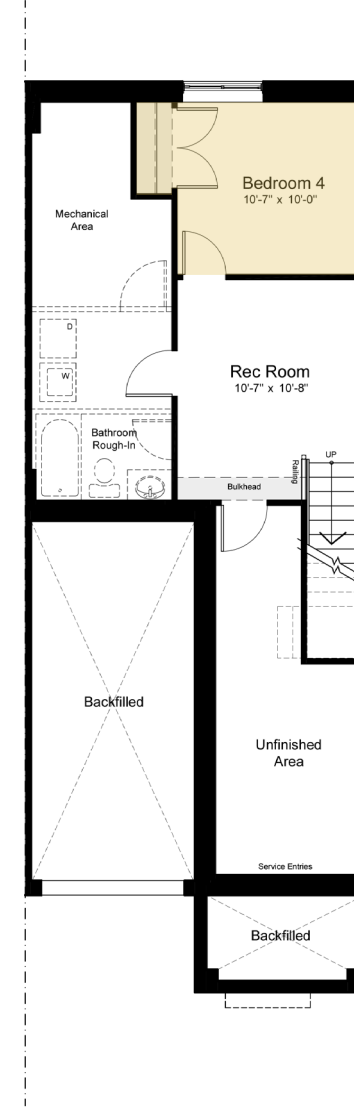 Bedroom 4
10'-7" x 10'-0"
Mechanical
Area
D
W
Rec Room
10'-7" x 10'-8"
Bathroom
Rough-In
Bulkhead
Railing
UP
Backfilled
Unfinished
Area
Service Entries
Backfilled